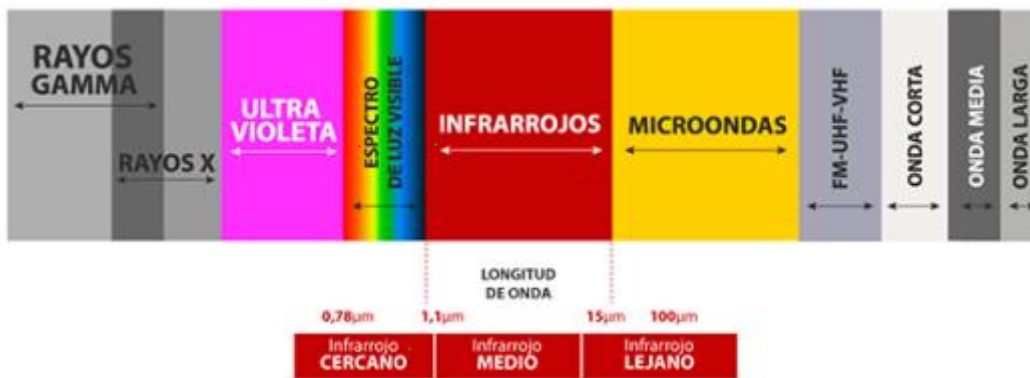 RAYOS
GAMMA
RAYOS X
ULTRA
VIOLETA
ESPECTRO
DE LUZ VISIBLE
INFRARROJOS
MICROONDAS
FM-UHF-VHF
ONDA CORTA
ONDA MEDIA
ONDA LARGA
LONGITUD
DE ONDA
0,78µm
1,1µm
15µm
100µm
Infrarrojo
CERCANO
Infrarrojo
MEDIO
Infrarrojo
LEJANO